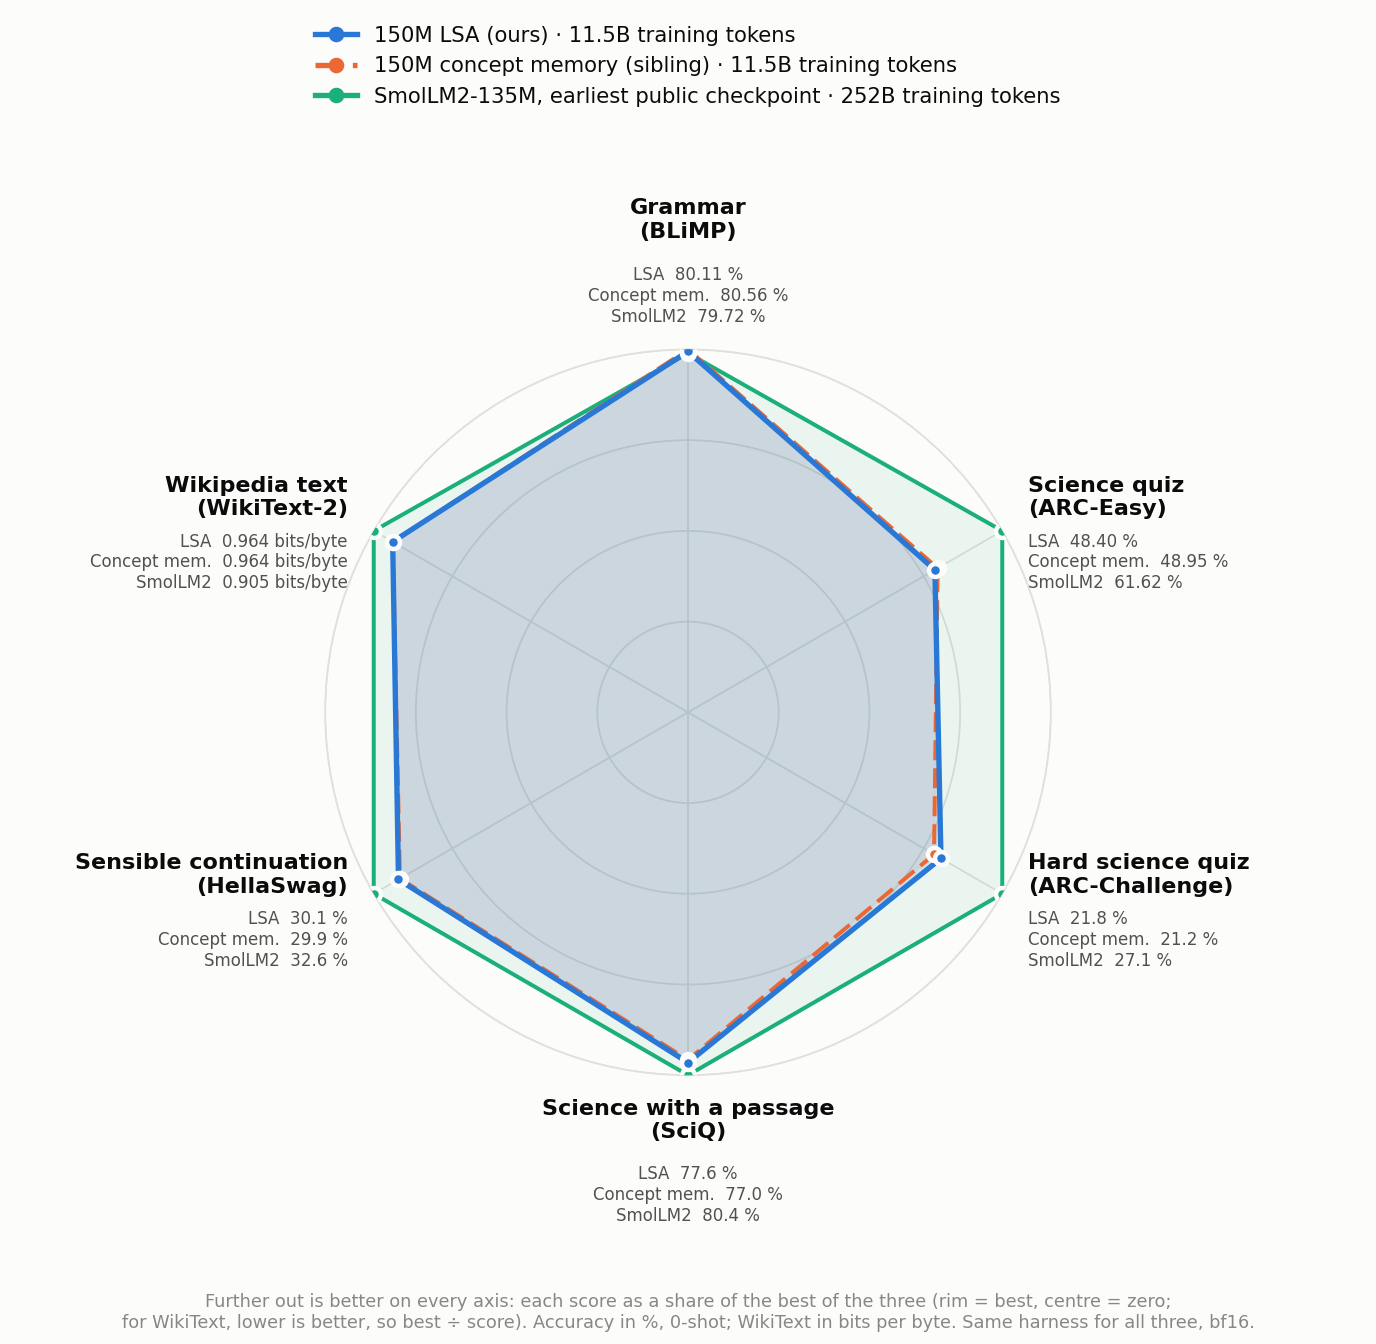 150M LSA (ours) · 11.5B training tokens
150M concept memory (sibling) · 11.5B training tokens
SmolLM2-135M, earliest public checkpoint · 252B training tokens
Grammar
(BLiMP)
LSA 80.11 %
Concept mem. 80.56 %
SmolLM2 79.72 %
Wikipedia text
(WikiText-2)
LSA 0.964 bits/byte
Concept mem. 0.964 bits/byte
SmolLM2 0.905 bits/byte
Science quiz
(ARC-Easy)
LSA 48.40 %
Concept mem. 48.95 %
SmolLM2 61.62 %
Sensible continuation
(HellaSwag)
LSA 30.1 %
Concept mem. 29.9 %
SmolLM2 32.6 %
Hard science quiz
(ARC-Challenge)
LSA 21.8 %
Concept mem. 21.2 %
SmolLM2 27.1 %
Science with a passage
(SciQ)
LSA 77.6 %
Concept mem. 77.0 %
SmolLM2 80.4 %
Further out is better on every axis: each score as a share of the best of the three (rim = best, centre = zero;
for WikiText, lower is better, so best ÷ score). Accuracy in %, 0-shot; WikiText in bits per byte. Same harness for all three, bf16.